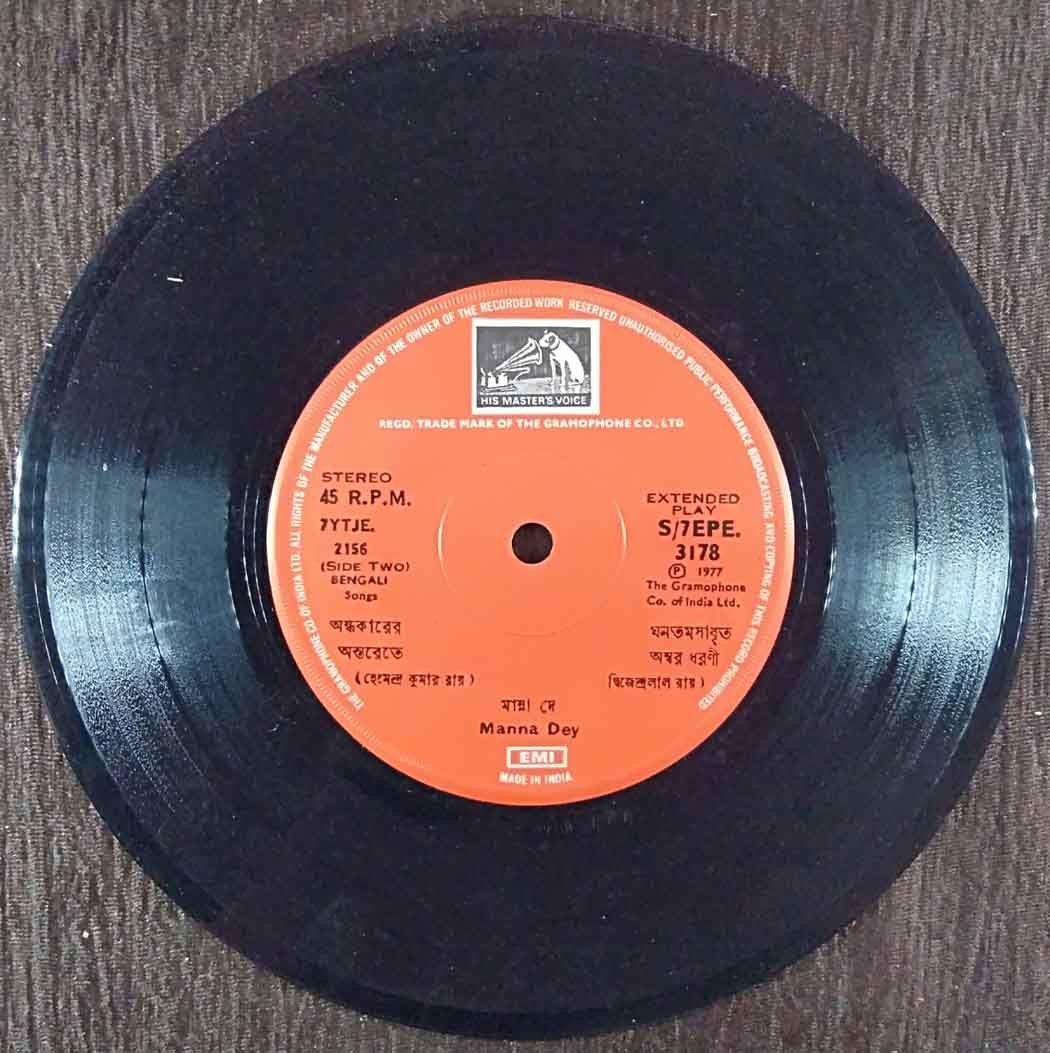 THE GRAMOPHONE CO. OF INDIA LTD. ALL RIGHTS OF THE MANUFACTURER AND OF THE OWNER OF THE RECORDED WORK RESERVED UNAUTHORISED PUBLIC PERFORMANCE BROADCASTING AND COPYING OF THIS RECORD PROHIBITED
HIS MASTER'S VOICE
REGD. TRADE MARK OF THE GRAMOPHONE CO., LTD.
STEREO
45 R.P.M.
7YTJE.
2156
(SIDE TWO)
BENGALI
Songs
EXTENDED
PLAY
S/7EPE.
3178
Ⓟ 1977
The Gramophone
Co. of India Ltd.
অন্ধকারের
অন্তরেতে
(হেমেন্দ্র কুমার রায়)
ঘনতমসাবৃত
অম্বর ধরণী
(দ্বিজেন্দ্রলাল রায়)
মান্না দে
Manna Dey
EMI
MADE IN INDIA